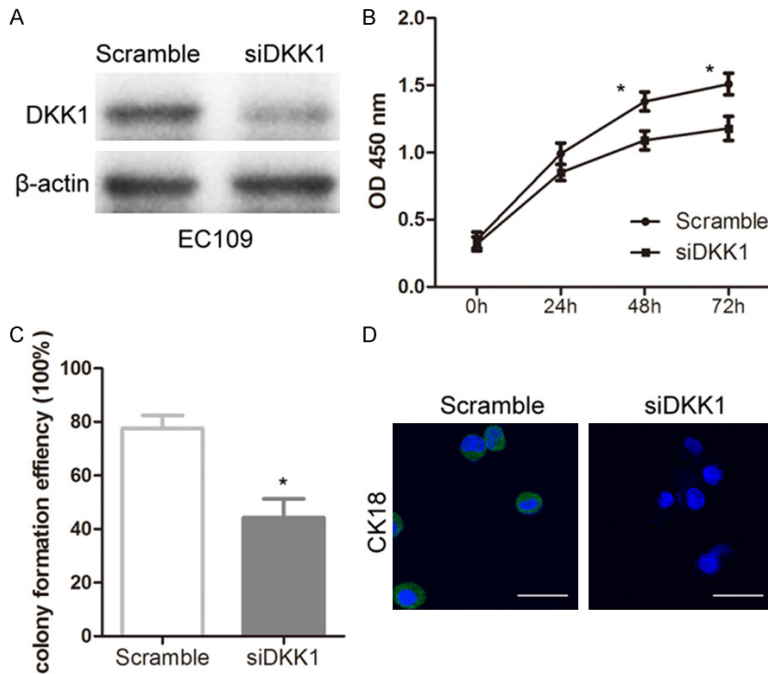 A
Scramble siDKK1
DKK1
β-actin
EC109
B
OD 450 nm
2.0
1.5
1.0
0.5
0.0
* *
Scramble
siDKK1
0h 24h 48h 72h
C
colony formation effiency (100%)
100
80
60
40
20
0
*
Scramble siDKK1
D
Scramble siDKK1
CK18